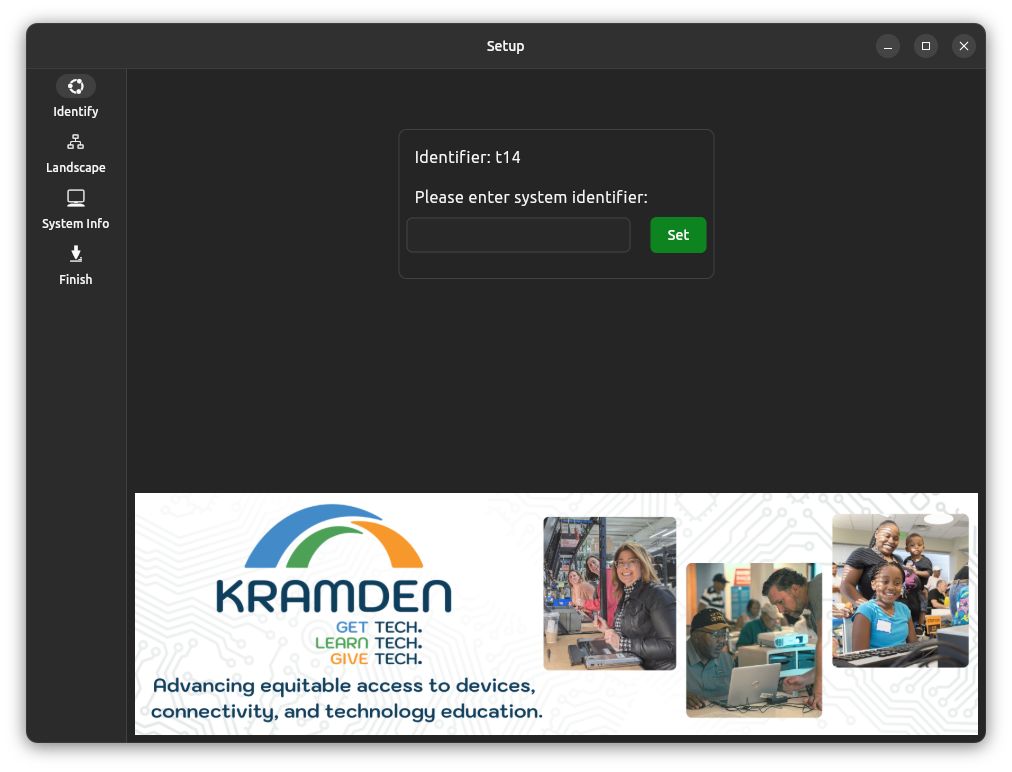 Setup
Identify
Landscape
System Info
Finish
Identifier: t14
Please enter system identifier:
Set
KRAMDEN
GET TECH.
LEARN TECH.
GIVE TECH.
Advancing equitable access to devices,
connectivity, and technology education.